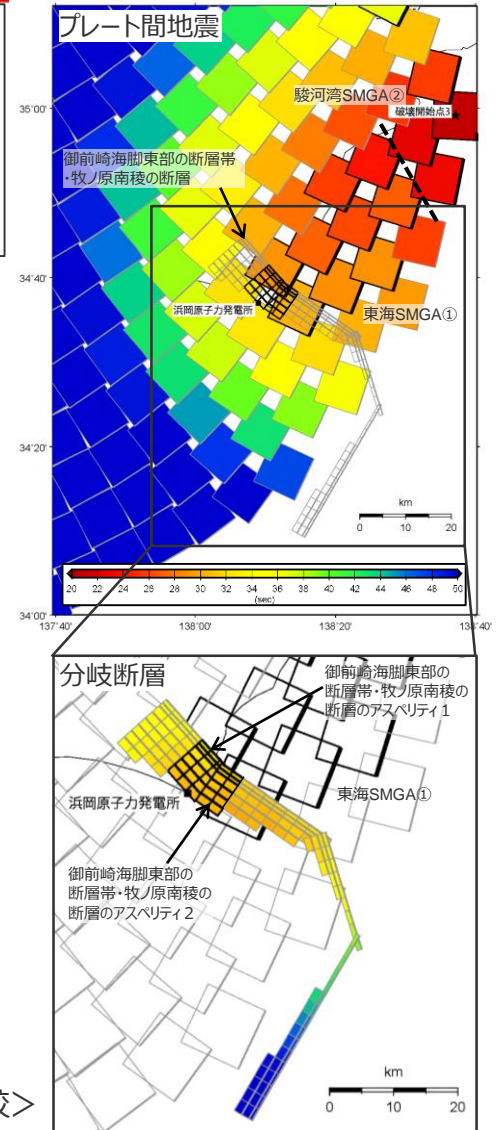 プレート間地震
35°00'
34°40'
34°20'
34°00'
137°40'
138°00'
138°20'
138°40'
駿河湾SMGA②
破壊開始点3
御前崎海脚東部の断層帯
・牧ノ原南稜の断層
浜岡原子力発電所
東海SMGA①
km
0 10 20
20 22 24 26 28 30 32 34 36 38 40 42 44 46 48 50
(sec)
分岐断層
御前崎海脚東部の
断層帯・牧ノ原南稜の
断層のアスペリティ1
浜岡原子力発電所
東海SMGA①
御前崎海脚東部の
断層帯・牧ノ原南稜の
断層のアスペリティ2
km
0 10 20
較>